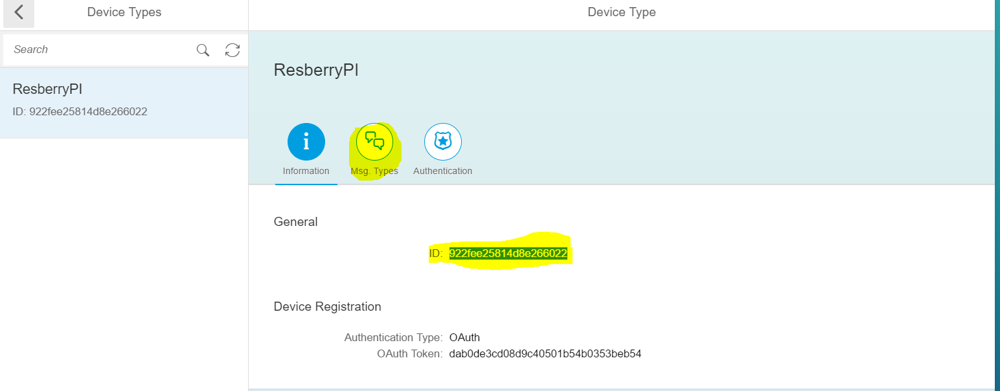 Device Types
Device Type
Search
ResberryPI
ID: 922fee25814d8e266022
ResberryPI
Information
Msg. Types
Authentication
General
ID: 922fee25814d8e266022
Device Registration
Authentication Type: OAuth
OAuth Token: dab0de3cd08d9c40501b54b0353beb54